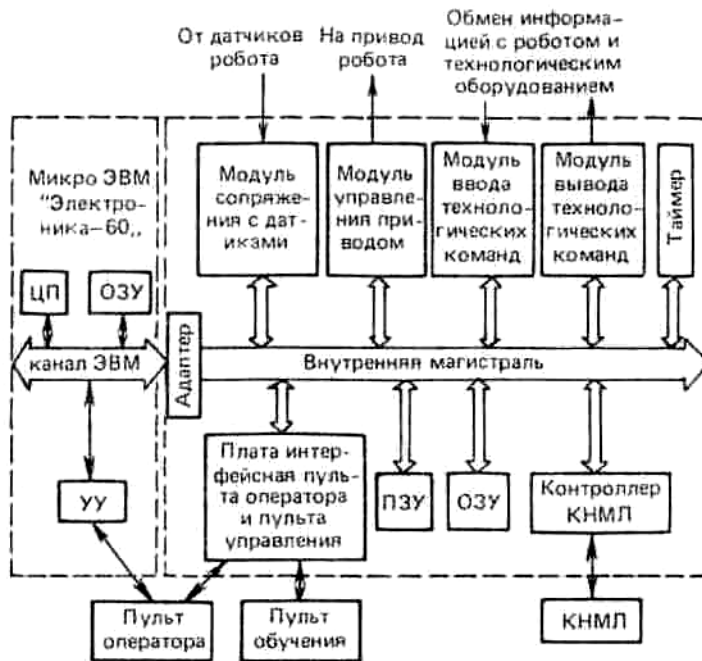 От датчиков
робота
На привод
робота
Обмен информа-
цией с роботом и
технологическим
оборудованием
Микро ЭВМ
"Электро-
ника-60„
ЦП
ОЗУ
канал ЭВМ
УУ
Адаптер
Модуль
сопряже-
ния с дат-
иками
Модуль
управле-
ния при-
водом
Модуль
ввода
техноло-
гических
команд
Модуль
вывода
техноло-
гических
команд
Таймер
Внутренняя магистраль
Плата интер-
фейсная пуль-
та оператора
и пульта
управления
ПЗУ
ОЗУ
Контроллер
КНМЛ
Пульт
оператора
Пульт
обучения
КНМЛ